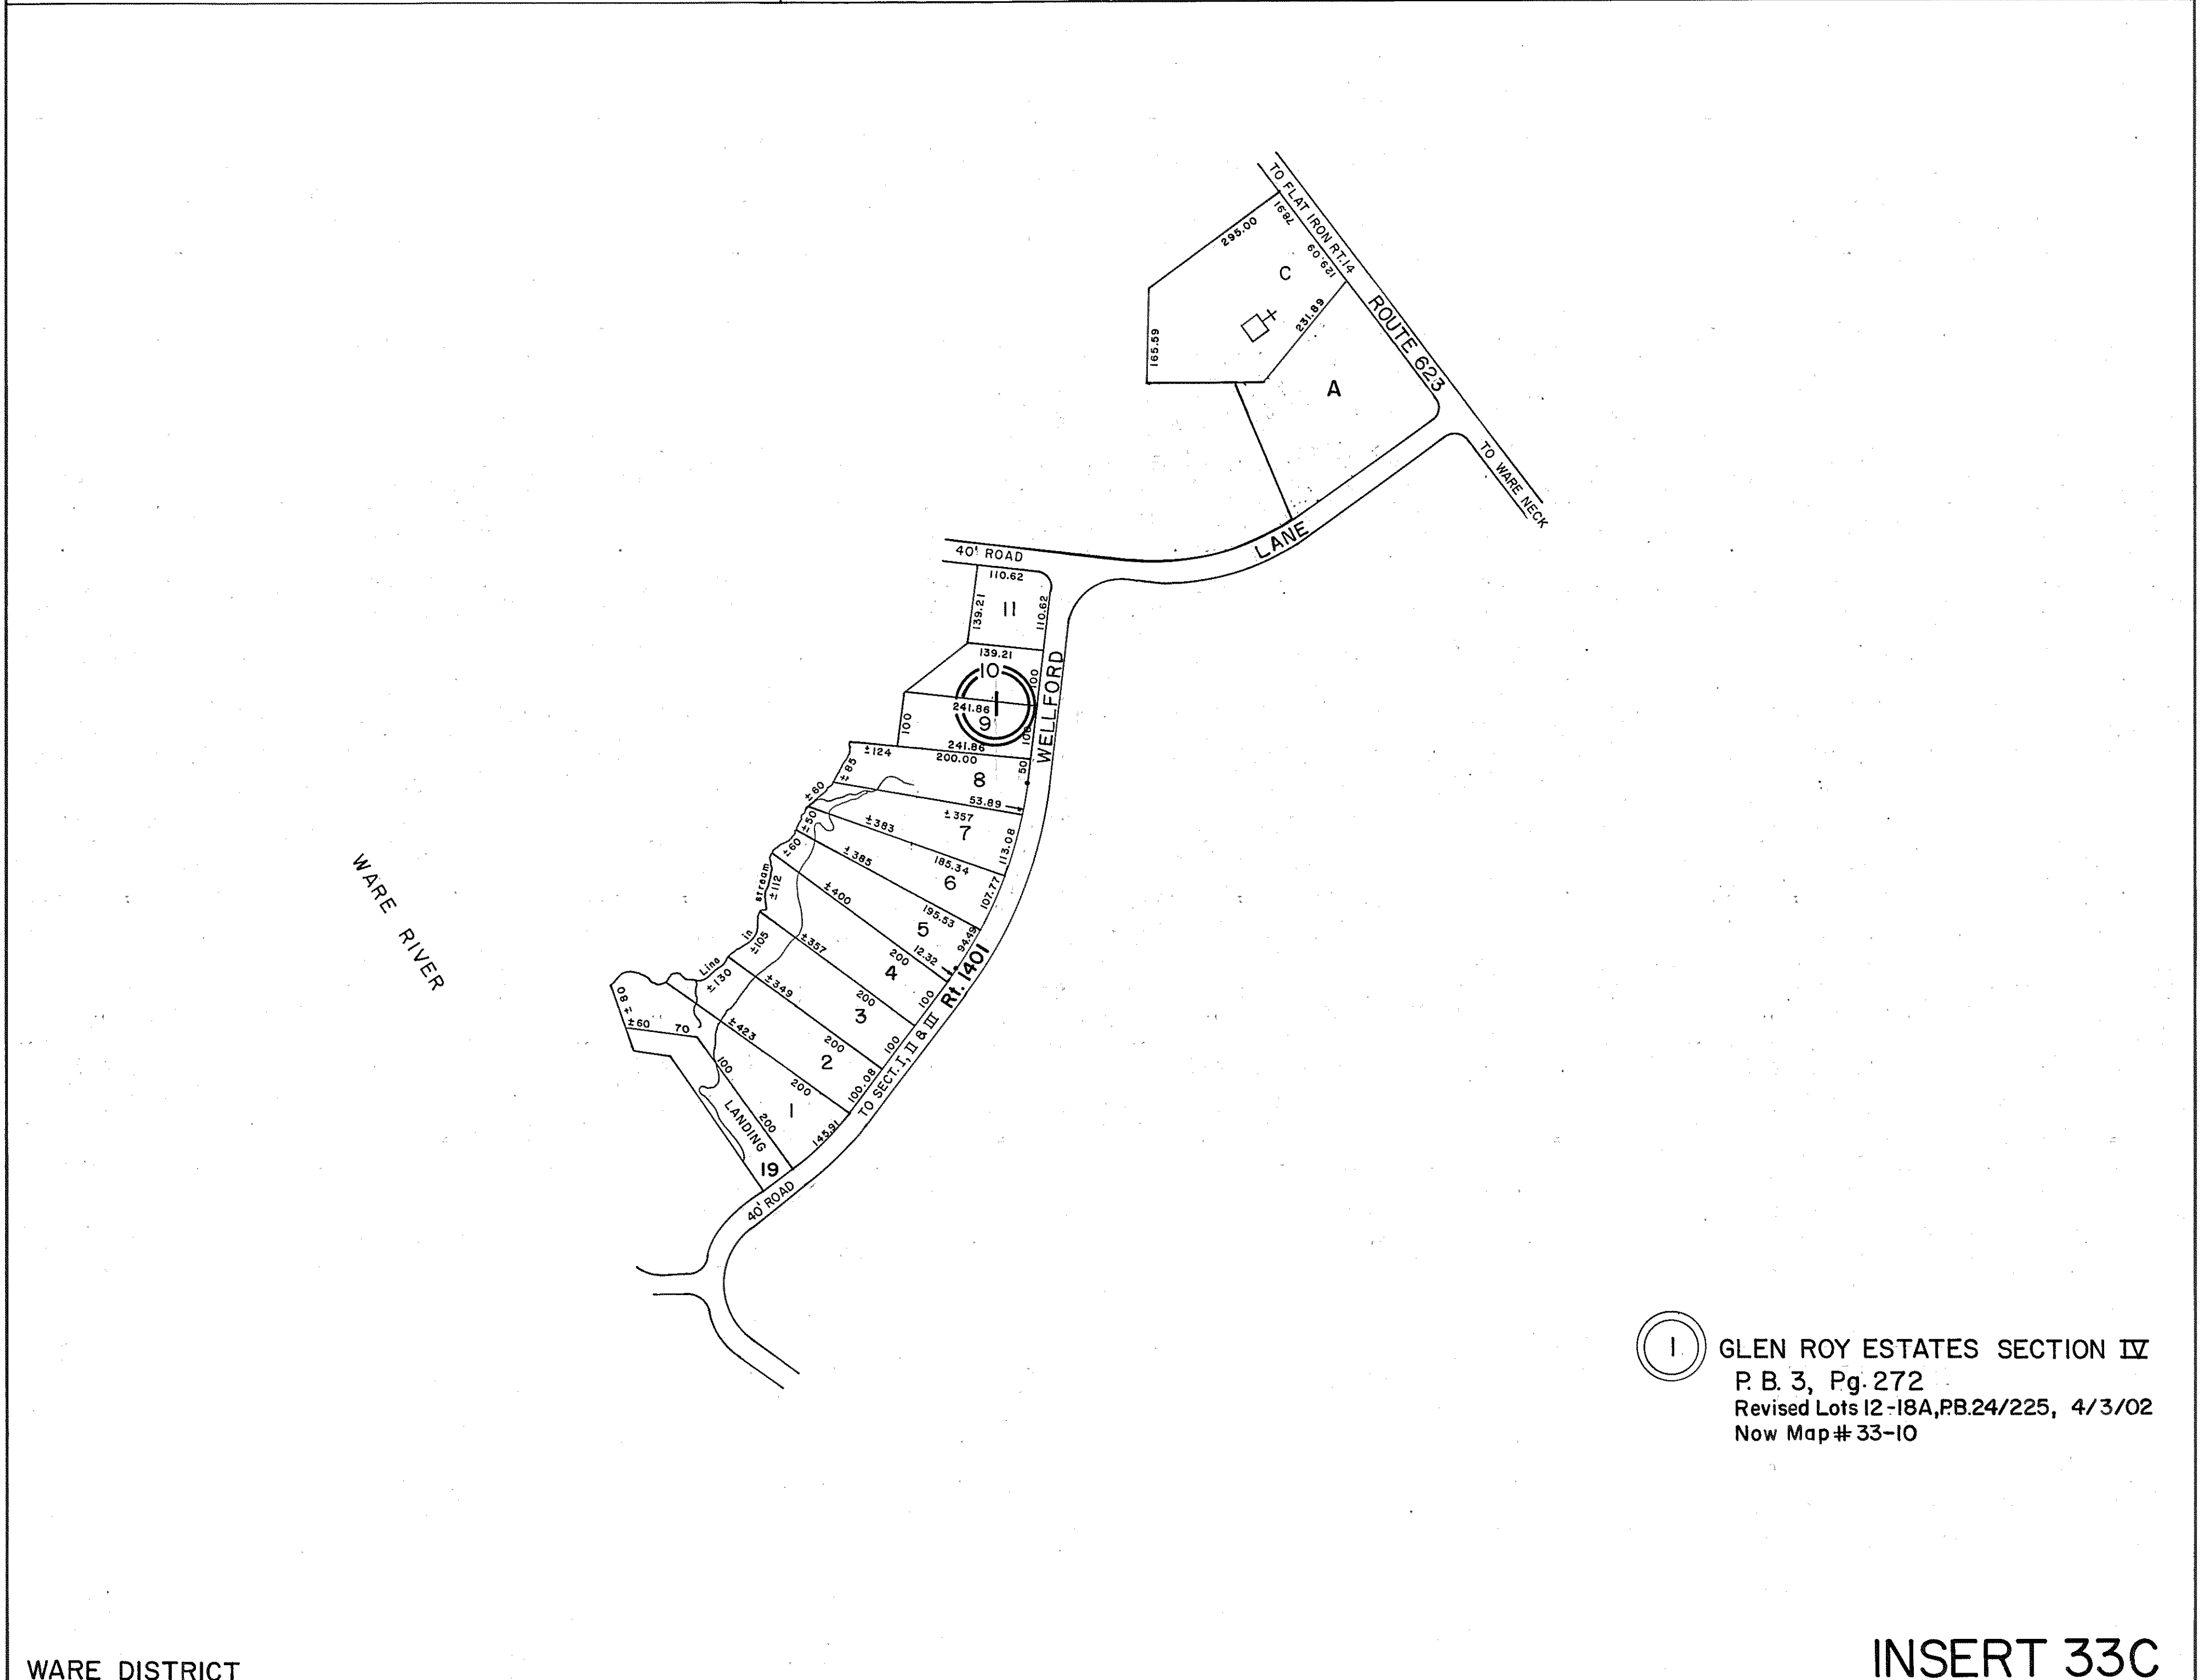 TO FLAT IRON RT. 14
295.00
78.91
129.09
C
231.89
165.59
ROUTE 623
A
TO WARE NECK
LANE
40' ROAD
110.62
139.21
11
110.62
139.21
10
100
WELLFORD
241.86
I
9
100
100
241.86
±124
200.00
±85
8
50
±60
53.89
±357
±50
±383
7
113.08
±60
±385
185.34
6
107.77
stream
±112
±400
195.53
5
94.49
in
±105
±357
200
12.32
4
Rt. 1401
Line
±130
±349
200
3
100
±80
±60
70
±423
200
2
100
TO SECT. I, II & III
100
200
1
100.08
LANDING
200
145.91
19
40' ROAD
WARE RIVER
I
GLEN ROY ESTATES SECTION IV
P. B. 3, Pg. 272
Revised Lots 12-18A, P.B. 24/225, 4/3/02
Now Map # 33-10
WARE DISTRICT
INSERT 33C